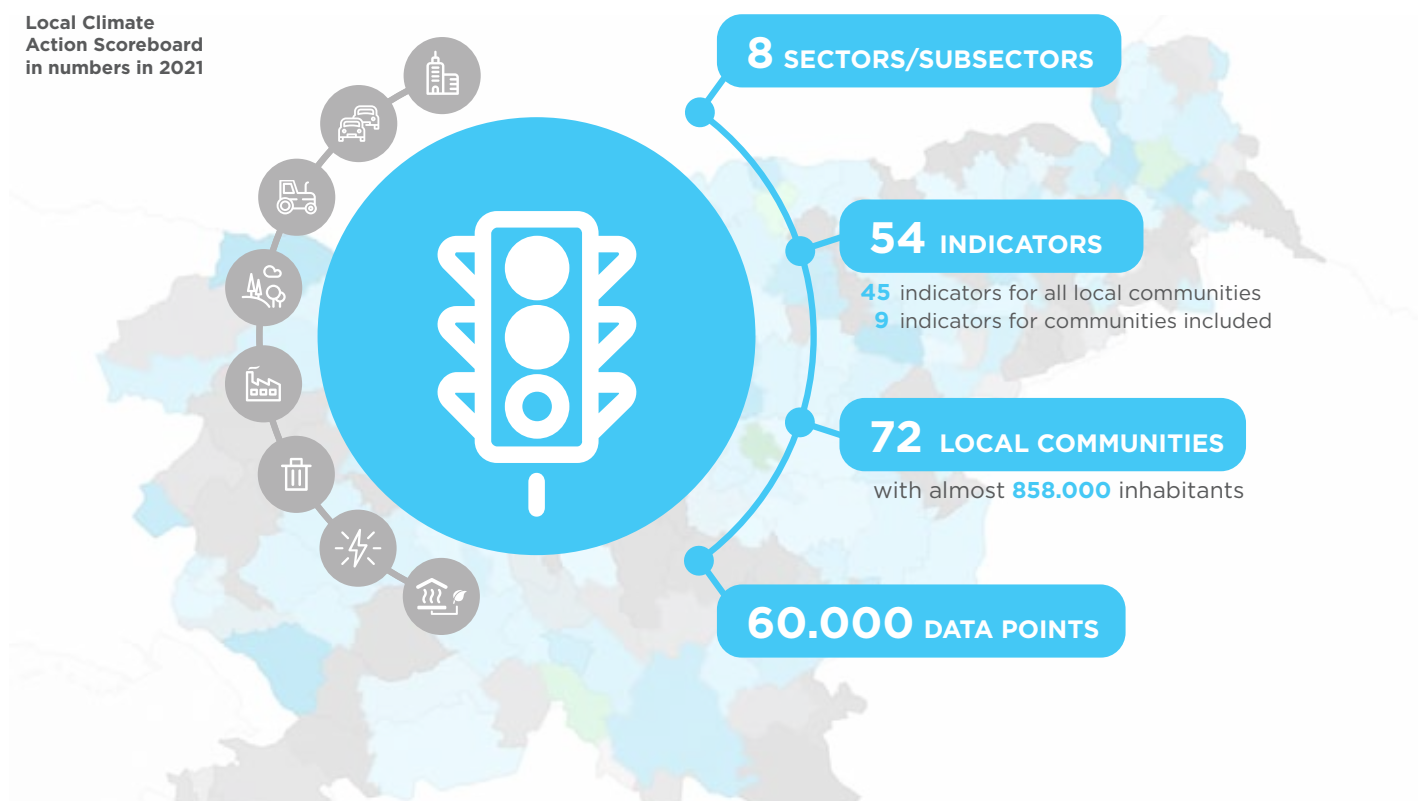 Local Climate
Action Scoreboard
in numbers in 2021
8 SECTORS/SUBSECTORS
54 INDICATORS
45 indicators for all local communities
9 indicators for communities included
72 LOCAL COMMUNITIES
with almost 858.000 inhabitants
60.000 DATA POINTS